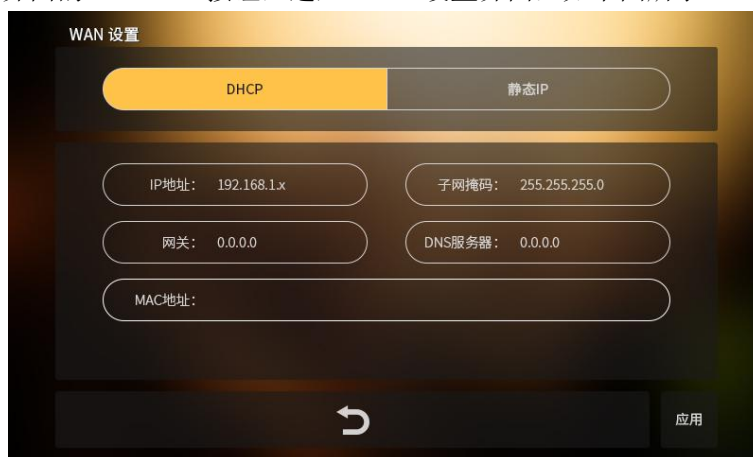 WAN 设置
DHCP 静态IP
IP地址: 192.168.1.x 子网掩码: 255.255.255.0
网关: 0.0.0.0 DNS服务器: 0.0.0.0
MAC地址:
应用